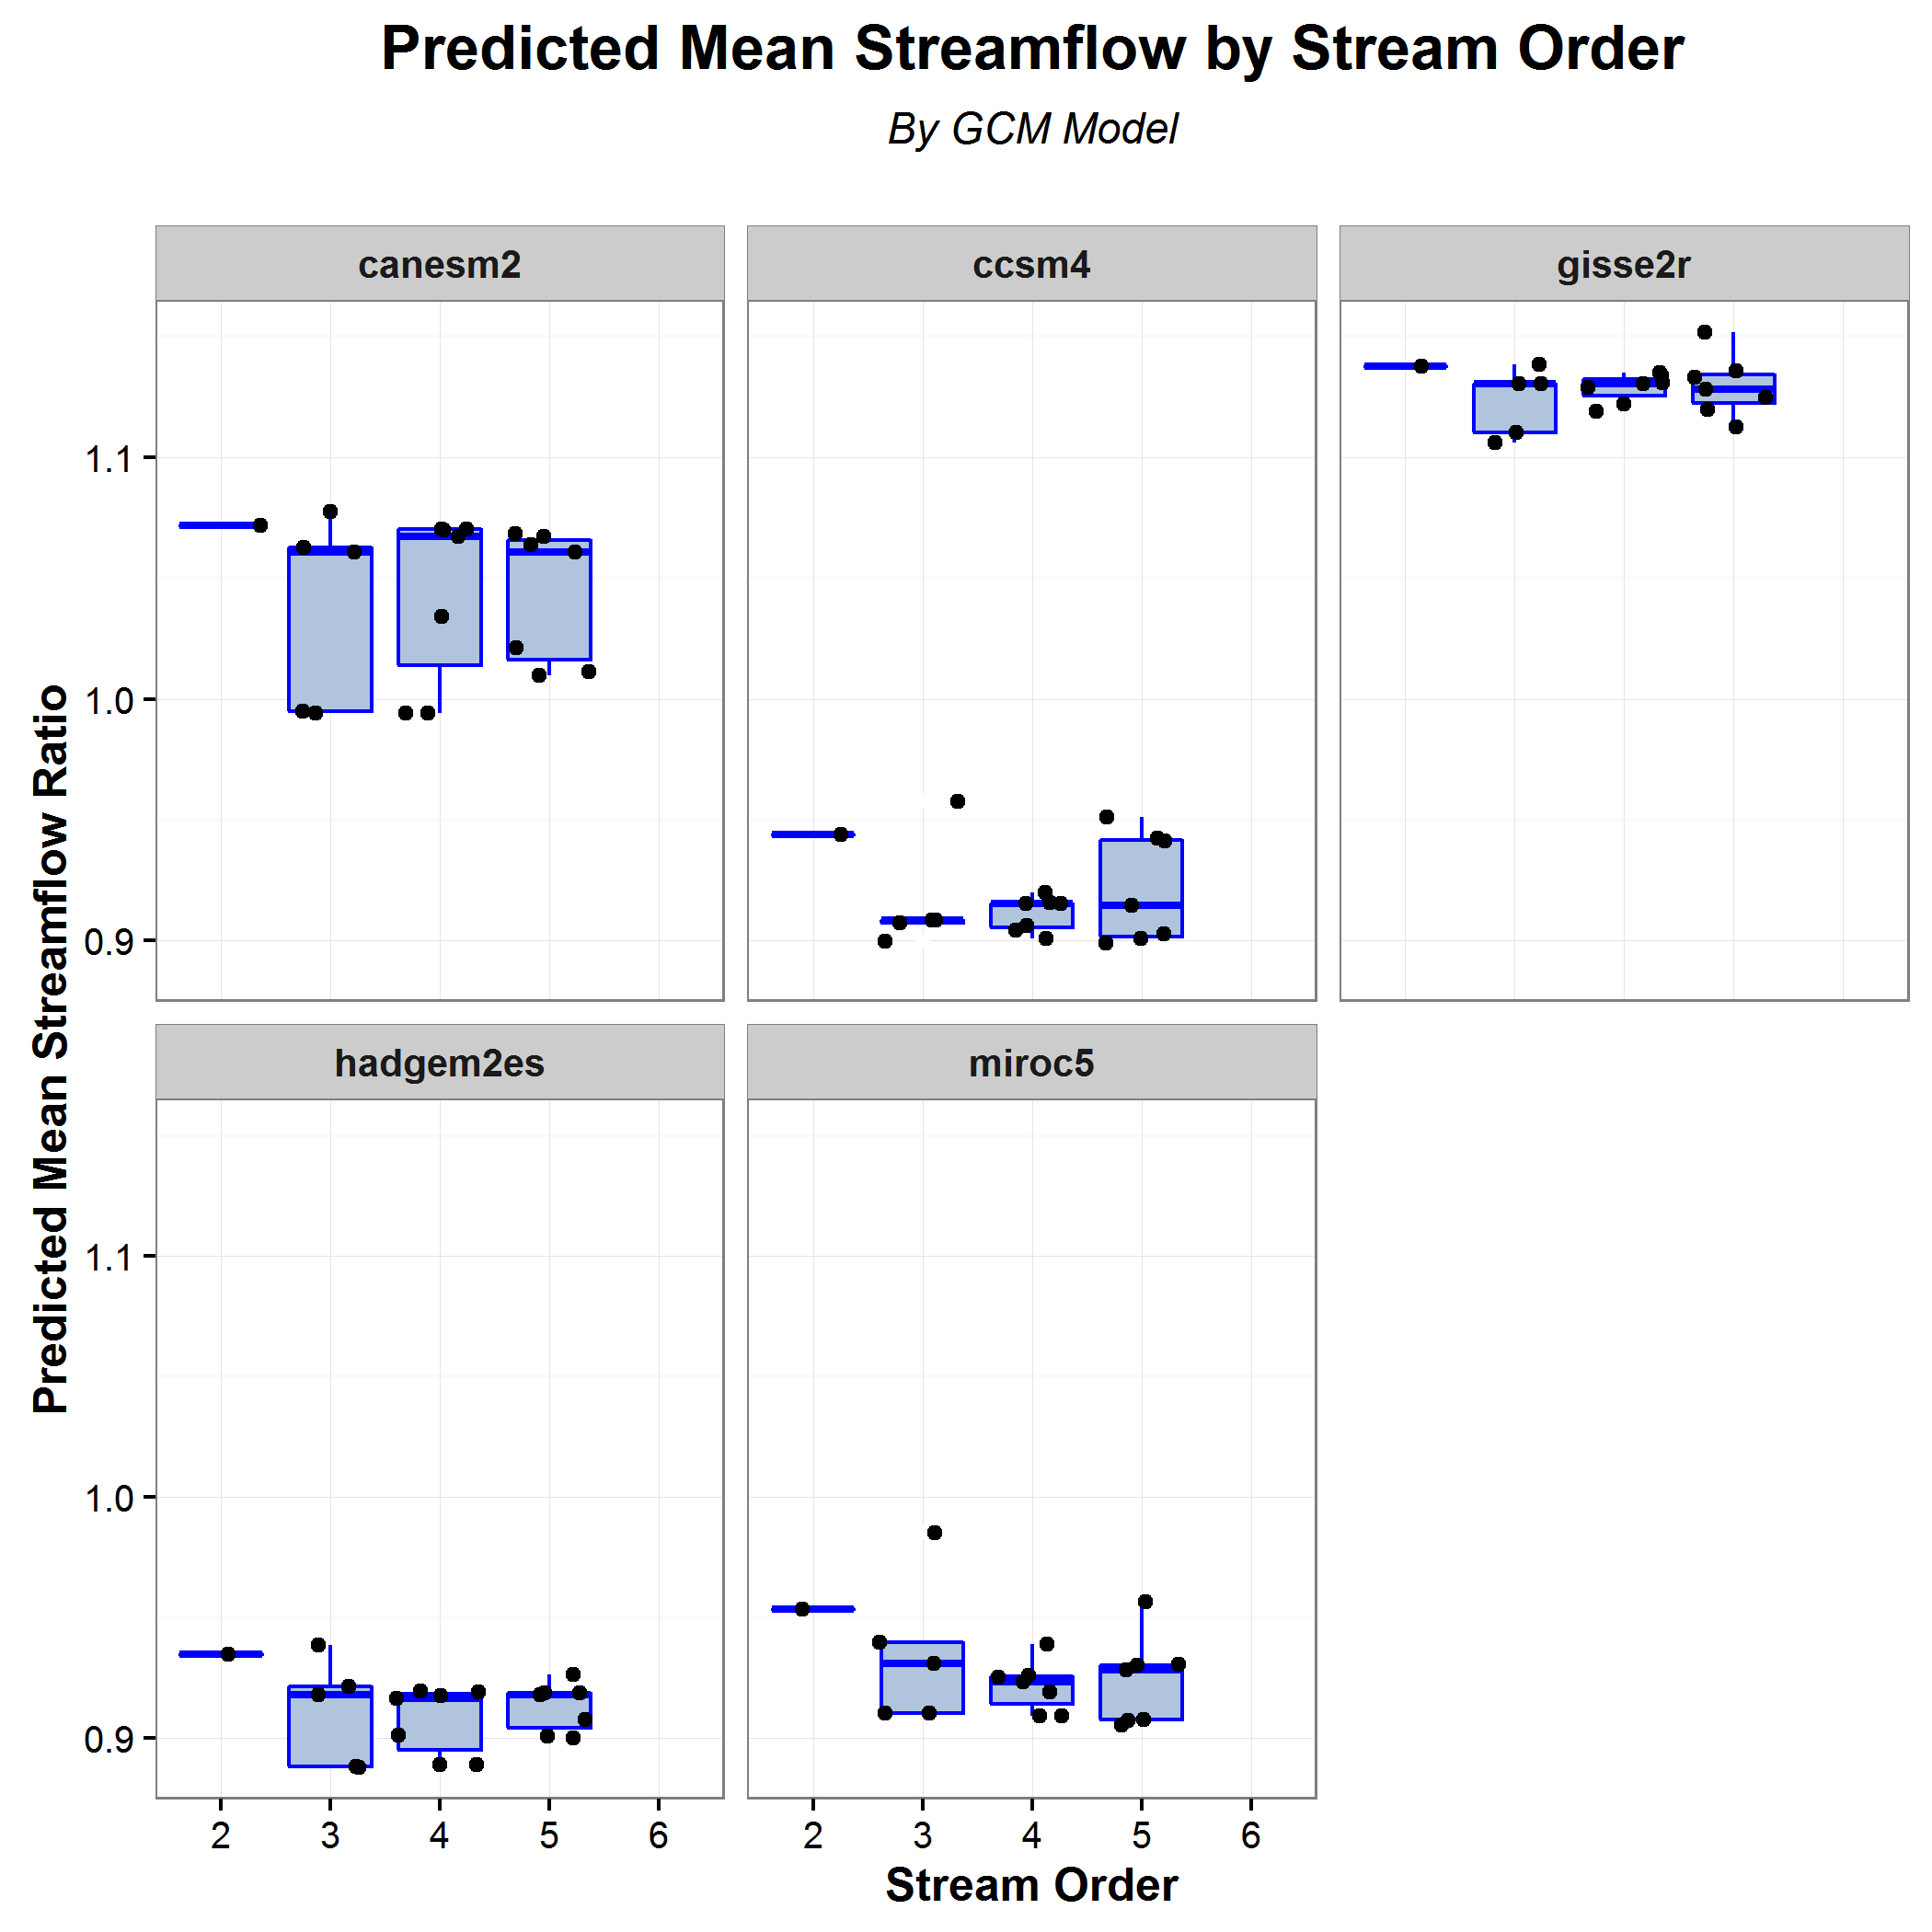 Predicted Mean Streamflow by Stream Order
By GCM Model
canesm2
ccsm4
gisse2r
1.1
1.0
0.9
Predicted Mean Streamflow Ratio
hadgem2es
miroc5
1.1
1.0
0.9
2 3 4 5 6
2 3 4 5 6
Stream Order